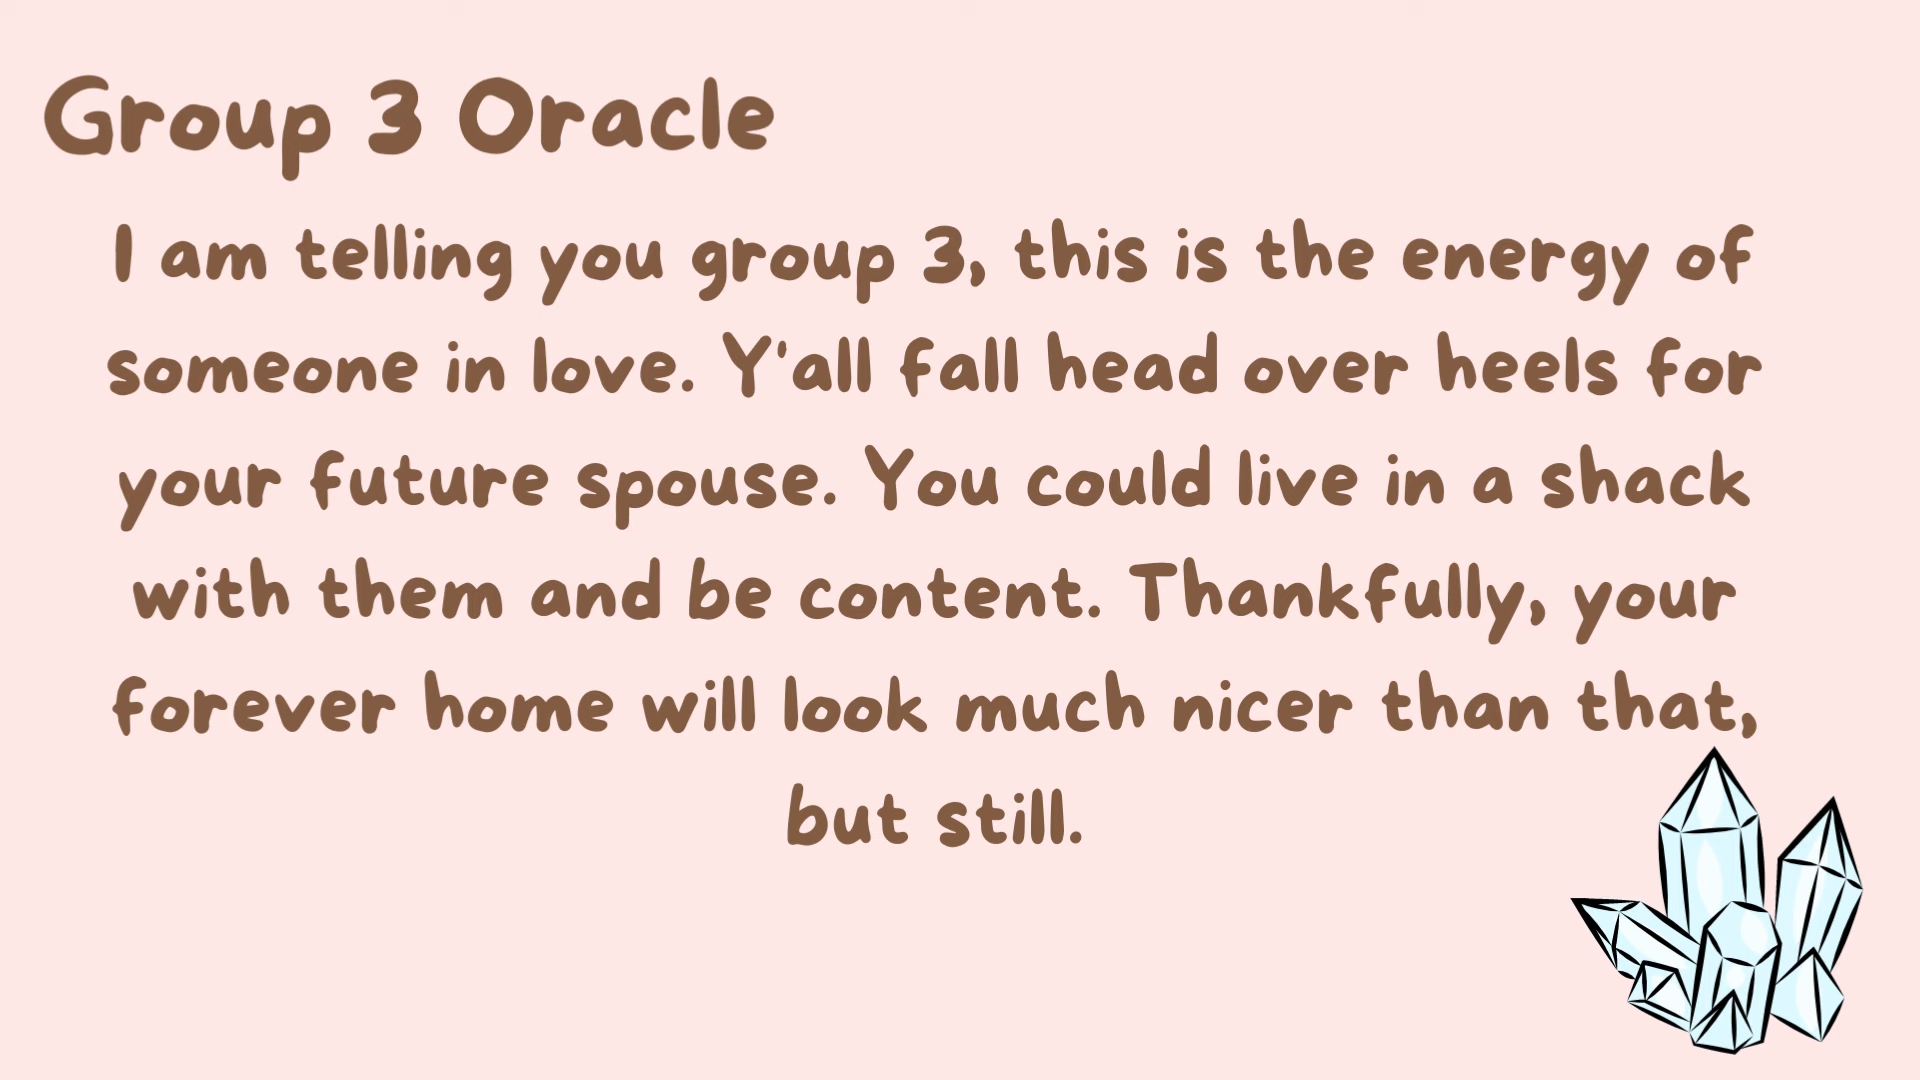 Group 3 Oracle
I am telling you group 3, this is the energy of
someone in love. Y'all fall head over heels for
your future spouse. You could live in a shack
with them and be content. Thankfully, your
forever home will look much nicer than that,
but still.